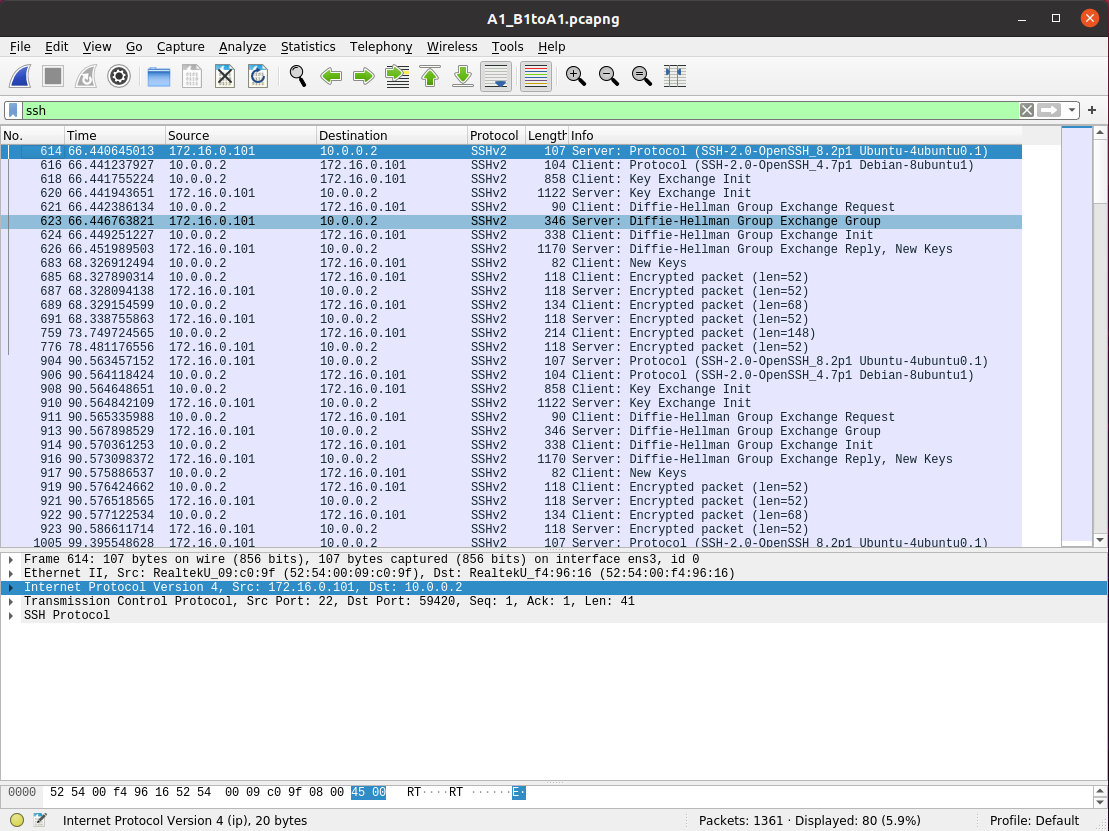 A1_B1toA1.pcapng
File Edit View Go Capture Analyze Statistics Telephony Wireless Tools Help
ssh
No. Time Source Destination Protocol Length Info
614 66.440645013 172.16.0.101 10.0.0.2 SSHv2 107 Server: Protocol (SSH-2.0-OpenSSH_8.2p1 Ubuntu-4ubuntu0.1)
616 66.441237927 10.0.0.2 172.16.0.101 SSHv2 104 Client: Protocol (SSH-2.0-OpenSSH_4.7p1 Debian-8ubuntu1)
618 66.441755224 10.0.0.2 172.16.0.101 SSHv2 858 Client: Key Exchange Init
620 66.441943651 172.16.0.101 10.0.0.2 SSHv2 1122 Server: Key Exchange Init
621 66.442386134 10.0.0.2 172.16.0.101 SSHv2 90 Client: Diffie-Hellman Group Exchange Request
623 66.446763821 172.16.0.101 10.0.0.2 SSHv2 346 Server: Diffie-Hellman Group Exchange Group
624 66.449251227 10.0.0.2 172.16.0.101 SSHv2 338 Client: Diffie-Hellman Group Exchange Init
626 66.451989503 172.16.0.101 10.0.0.2 SSHv2 1170 Server: Diffie-Hellman Group Exchange Reply, New Keys
683 68.326912494 10.0.0.2 172.16.0.101 SSHv2 82 Client: New Keys
685 68.327890314 10.0.0.2 172.16.0.101 SSHv2 118 Client: Encrypted packet (len=52)
687 68.328094138 172.16.0.101 10.0.0.2 SSHv2 118 Server: Encrypted packet (len=52)
689 68.329154599 10.0.0.2 172.16.0.101 SSHv2 134 Client: Encrypted packet (len=68)
691 68.338755863 172.16.0.101 10.0.0.2 SSHv2 118 Server: Encrypted packet (len=52)
759 73.749724565 10.0.0.2 172.16.0.101 SSHv2 214 Client: Encrypted packet (len=148)
776 78.481176556 172.16.0.101 10.0.0.2 SSHv2 118 Server: Encrypted packet (len=52)
904 90.563457152 172.16.0.101 10.0.0.2 SSHv2 107 Server: Protocol (SSH-2.0-OpenSSH_8.2p1 Ubuntu-4ubuntu0.1)
906 90.564118424 10.0.0.2 172.16.0.101 SSHv2 104 Client: Protocol (SSH-2.0-OpenSSH_4.7p1 Debian-8ubuntu1)
908 90.564648651 10.0.0.2 172.16.0.101 SSHv2 858 Client: Key Exchange Init
910 90.564842109 172.16.0.101 10.0.0.2 SSHv2 1122 Server: Key Exchange Init
911 90.565335988 10.0.0.2 172.16.0.101 SSHv2 90 Client: Diffie-Hellman Group Exchange Request
913 90.567898529 172.16.0.101 10.0.0.2 SSHv2 346 Server: Diffie-Hellman Group Exchange Group
914 90.570361253 10.0.0.2 172.16.0.101 SSHv2 338 Client: Diffie-Hellman Group Exchange Init
916 90.573098372 172.16.0.101 10.0.0.2 SSHv2 1170 Server: Diffie-Hellman Group Exchange Reply, New Keys
917 90.575886537 10.0.0.2 172.16.0.101 SSHv2 82 Client: New Keys
919 90.576424662 10.0.0.2 172.16.0.101 SSHv2 118 Client: Encrypted packet (len=52)
921 90.576518565 172.16.0.101 10.0.0.2 SSHv2 118 Server: Encrypted packet (len=52)
922 90.577122534 10.0.0.2 172.16.0.101 SSHv2 134 Client: Encrypted packet (len=68)
923 90.586611714 172.16.0.101 10.0.0.2 SSHv2 118 Server: Encrypted packet (len=52)
1005 99.395548628 172.16.0.101 10.0.0.2 SSHv2 107 Server: Protocol (SSH-2.0-OpenSSH 8.2p1 Ubuntu-4ubuntu0.1)
Frame 614: 107 bytes on wire (856 bits), 107 bytes captured (856 bits) on interface ens3, id 0
Ethernet II, Src: RealtekU_09:c0:9f (52:54:00:09:c0:9f), Dst: RealtekU_f4:96:16 (52:54:00:f4:96:16)
Internet Protocol Version 4, Src: 172.16.0.101, Dst: 10.0.0.2
Transmission Control Protocol, Src Port: 22, Dst Port: 59420, Seq: 1, Ack: 1, Len: 41
SSH Protocol
0000 52 54 00 f4 96 16 52 54 00 09 c0 9f 08 00 45 00 RT····RT ······E·
Internet Protocol Version 4 (ip), 20 bytes Packets: 1361 · Displayed: 80 (5.9%) Profile: Default